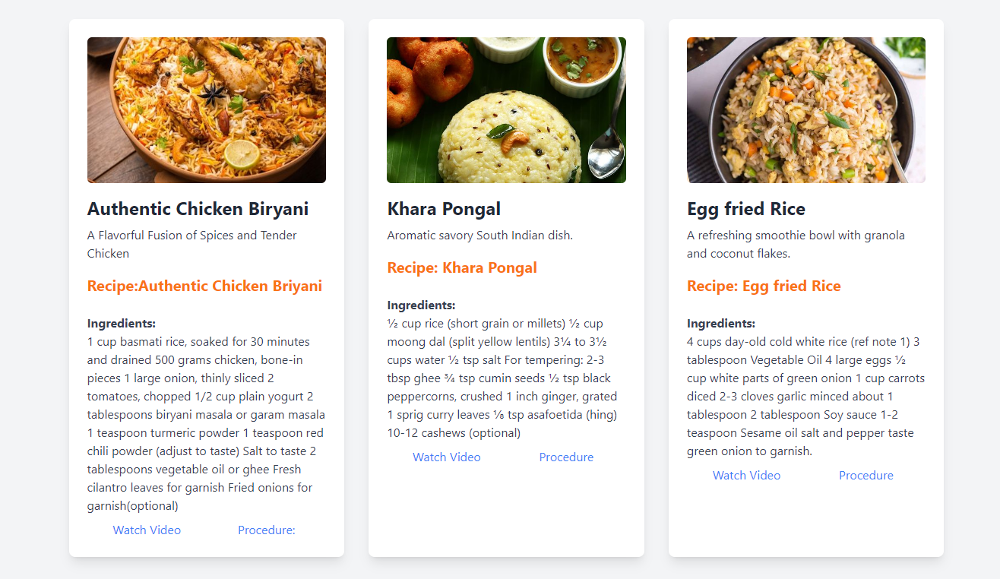 Authentic Chicken Biryani
A Flavorful Fusion of Spices and Tender
Chicken
Recipe:Authentic Chicken Briyani
Ingredients:
1 cup basmati rice, soaked for 30 minutes
and drained 500 grams chicken, bone-in
pieces 1 large onion, thinly sliced 2
tomatoes, chopped 1/2 cup plain yogurt 2
tablespoons biryani masala or garam masala
1 teaspoon turmeric powder 1 teaspoon red
chili powder (adjust to taste) Salt to taste 2
tablespoons vegetable oil or ghee Fresh
cilantro leaves for garnish Fried onions for
garnish(optional)
Watch Video
Procedure:
Khara Pongal
Aromatic savory South Indian dish.
Recipe: Khara Pongal
Ingredients:
½ cup rice (short grain or millets) ½ cup
moong dal (split yellow lentils) 3¼ to 3½
cups water ½ tsp salt For tempering: 2-3
tbsp ghee ¾ tsp cumin seeds ½ tsp black
peppercorns, crushed 1 inch ginger, grated
1 sprig curry leaves ⅛ tsp asafoetida (hing)
10-12 cashews (optional)
Watch Video
Procedure
Egg fried Rice
A refreshing smoothie bowl with granola
and coconut flakes.
Recipe: Egg fried Rice
Ingredients:
4 cups day-old cold white rice (ref note 1) 3
tablespoon Vegetable Oil 4 large eggs ½
cup white parts of green onion 1 cup carrots
diced 2-3 cloves garlic minced about 1
tablespoon 2 tablespoon Soy sauce 1-2
teaspoon Sesame oil salt and pepper taste
green onion to garnish.
Watch Video
Procedure